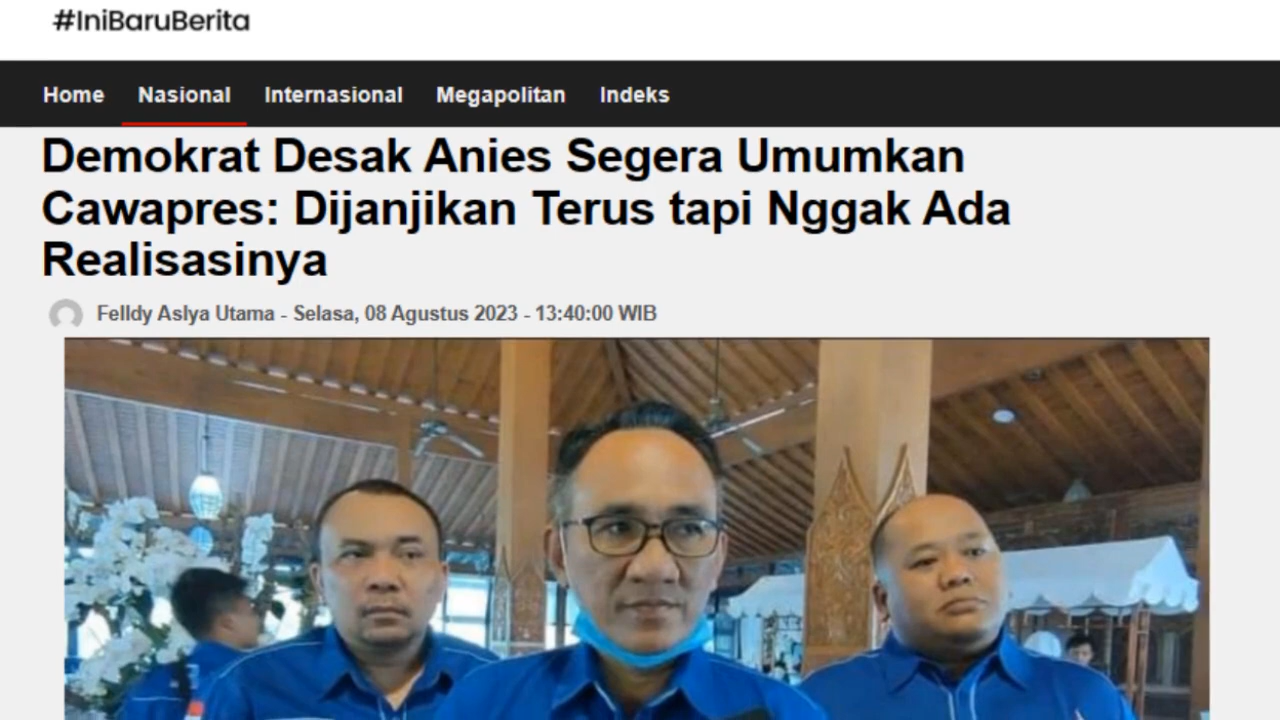 #IniBaruBerita
Home Nasional Internasional Megapolitan Indeks
Demokrat Desak Anies Segera Umumkan
Cawapres: Dijanjikan Terus tapi Nggak Ada
Realisasinya
Felldy Aslya Utama - Selasa, 08 Agustus 2023 - 13:40:00 WIB